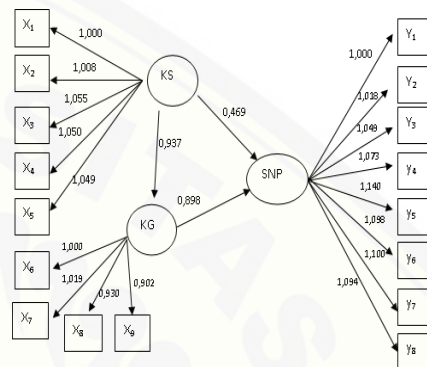 X1
1,000
X2
1,008
X3
1,055
X4
1,050
X5
1,049
KS
0,469
0,937
SNP
KG
0,898
X6
1,000
X7
1,019
X8
0,930
X9
0,902
Y1
1,000
Y2
1,018
Y3
1,049
y4
1,073
y5
1,140
y6
1,098
y7
1,100
y8
1,094